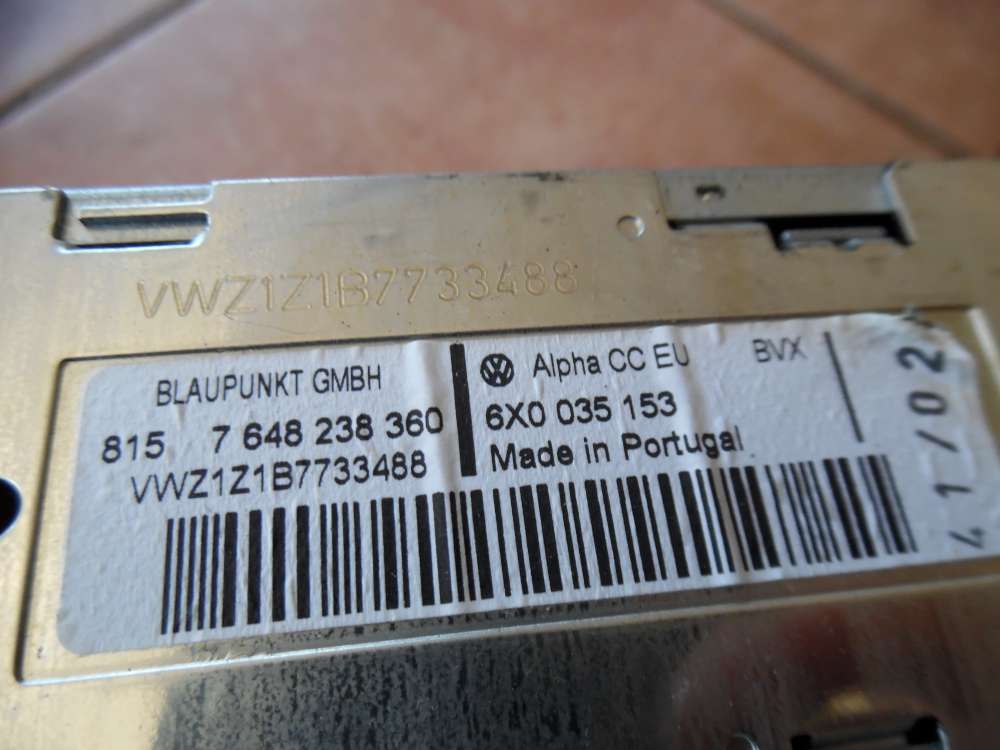 VWZ1Z1B7733488
BLAUPUNKT GMBH
815 7 648 238 360
VWZ1Z1B7733488
Alpha CC EU BVX
6X0 035 153
Made in Portugal
41/02